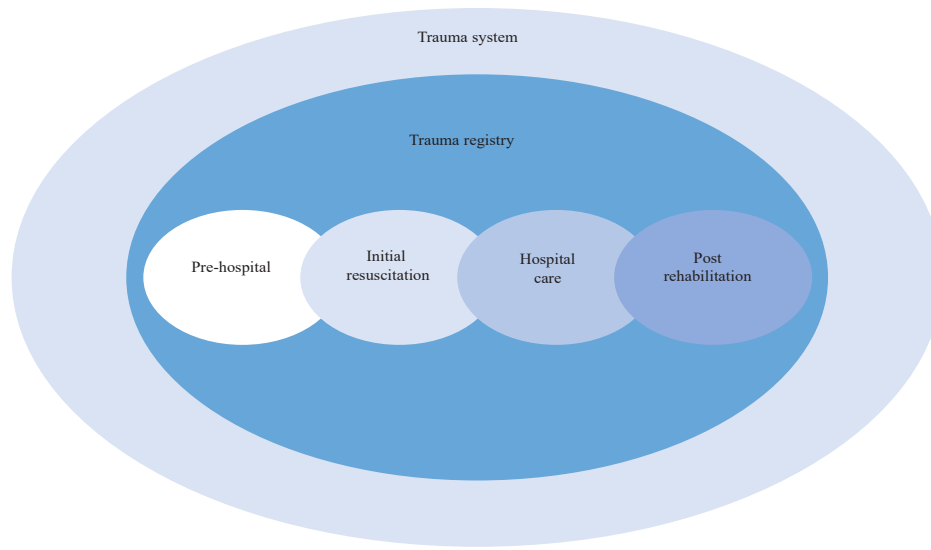 Trauma system
Trauma registry
Pre-hospital
Initial
resuscitation
Hospital
care
Post
rehabilitation